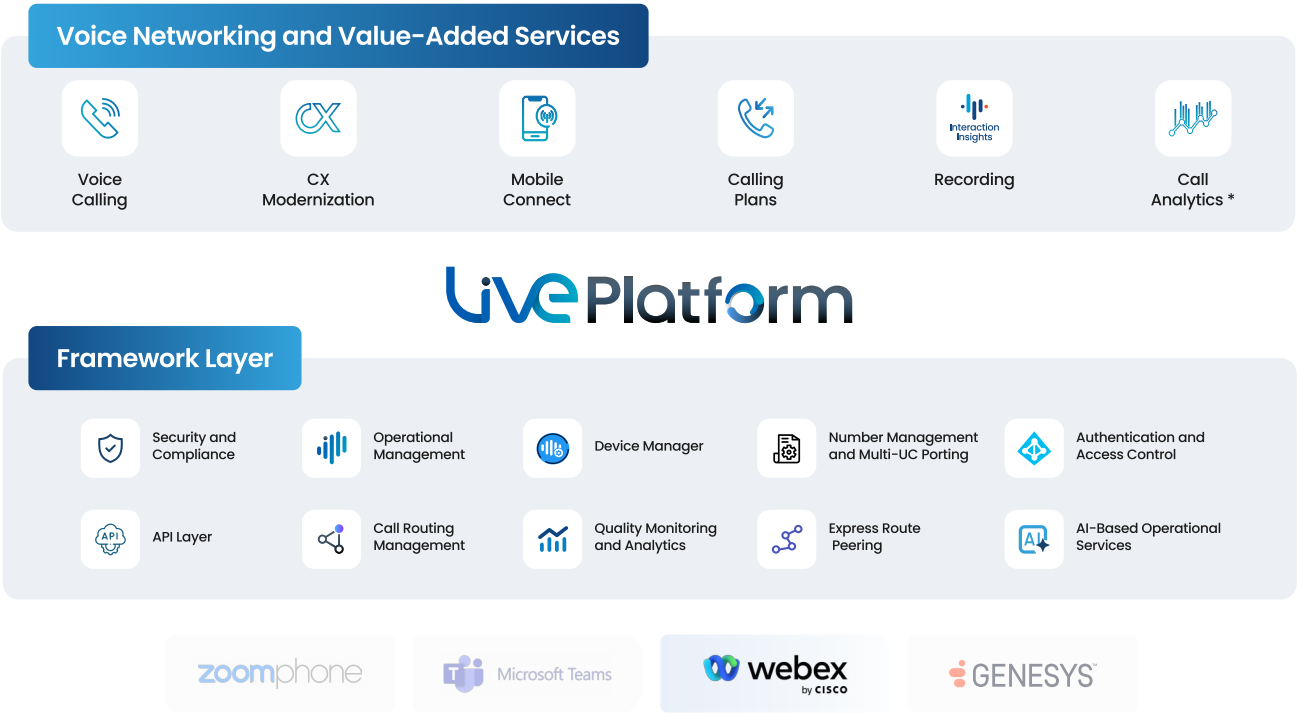 Voice Networking and Value-Added Services
CX
Interaction
Insights
Voice
Calling
CX
Modernization
Mobile
Connect
Calling
Plans
Recording
Call
Analytics *
Live Platform
Framework Layer
Security and
Compliance
Operational
Management
Device Manager
Number Management
and Multi-UC Porting
Authentication and
Access Control
API
API Layer
Call Routing
Management
Quality Monitoring
and Analytics
Express Route
Peering
AI
AI-Based Operational
Services
zoomphone
T
Microsoft Teams
webex
by CISCO
GENESYS™